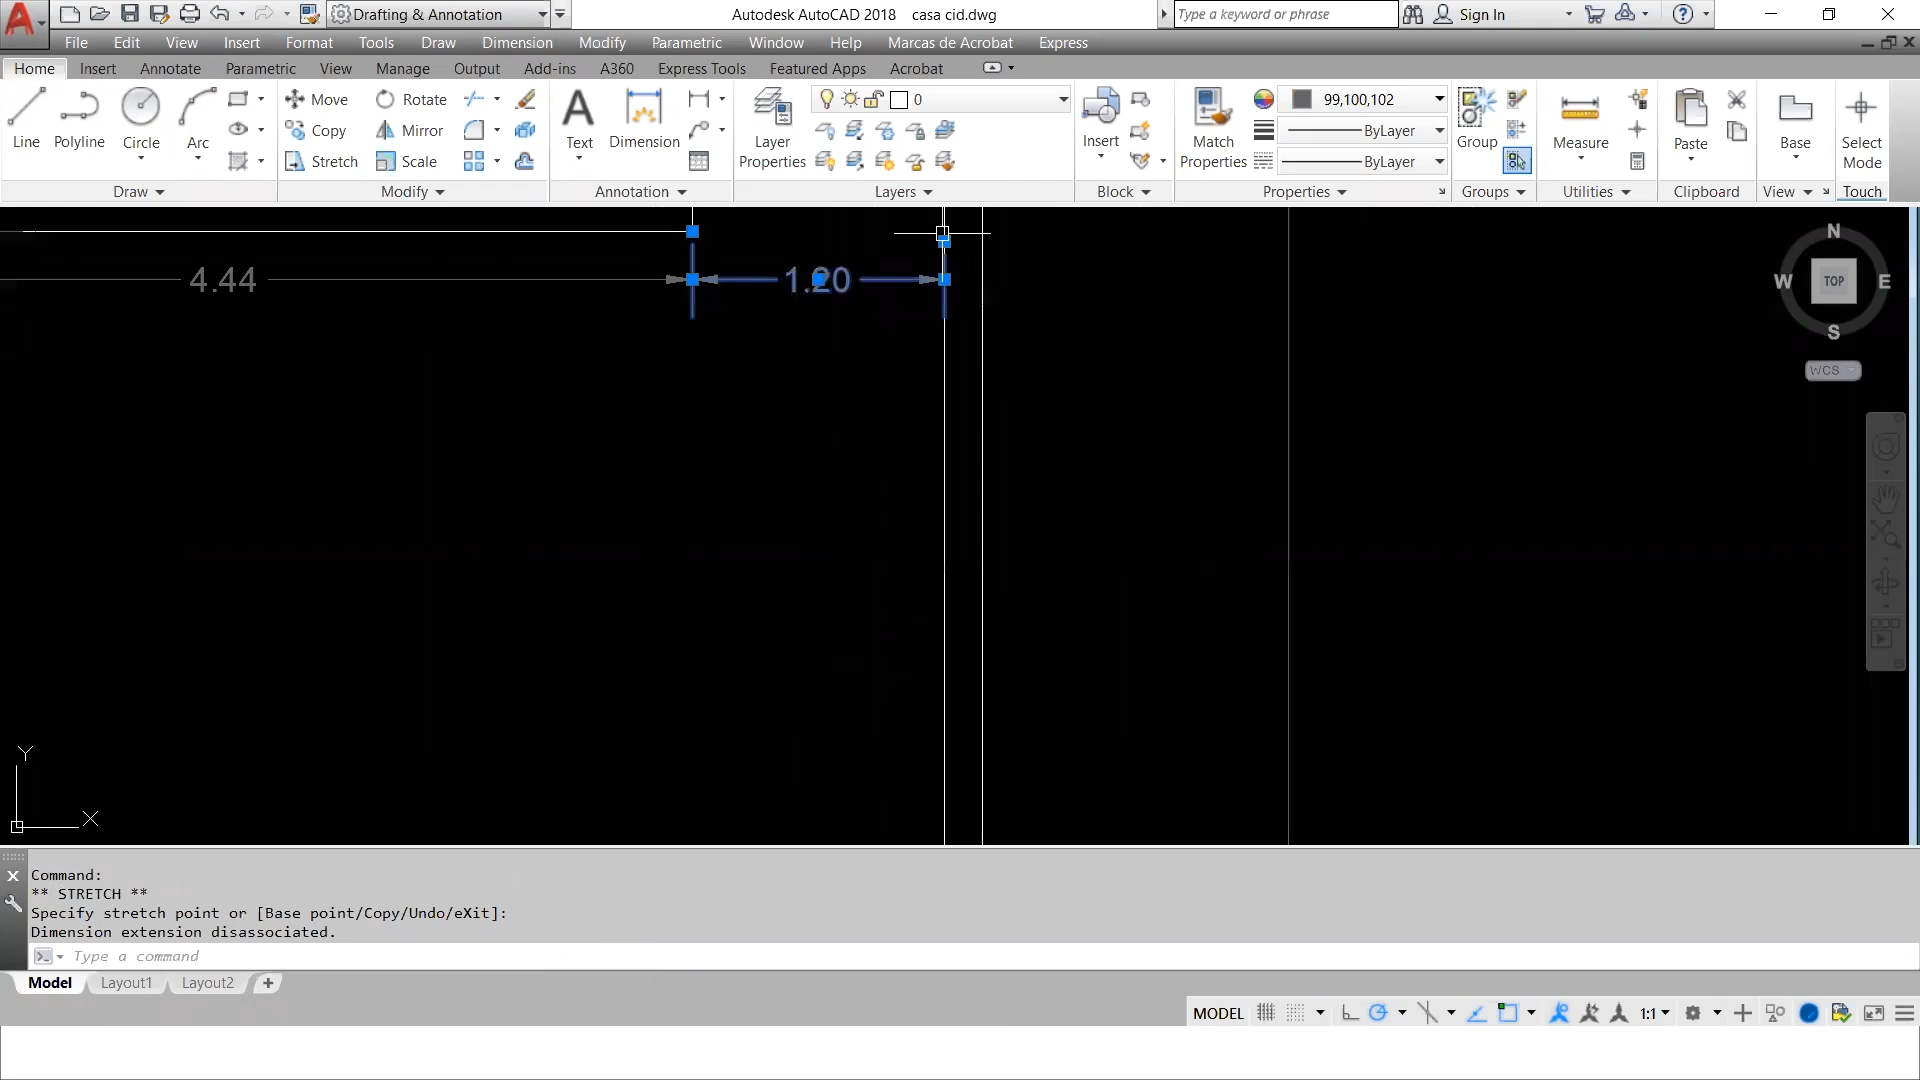 Drafting & Annotation
Autodesk AutoCAD 2018 casa cid.dwg
Type a keyword or phrase
Sign In
File Edit View Insert Format Tools Draw Dimension Modify Parametric Window Help Marcas de Acrobat Express
Home Insert Annotate Parametric View Manage Output Add-ins A360 Express Tools Featured Apps Acrobat
Line Polyline Circle Arc
Move Rotate
Copy Mirror
Stretch Scale
Text Dimension
Layer Properties
0
Insert
Match Properties
99,100,102
ByLayer
ByLayer
Group
Measure
Paste
Base
Select Mode
Draw Modify Annotation Layers Block Properties Groups Utilities Clipboard View Touch
4.44
1.20
N
W TOP E
S
WCS
Y
X
Command:
** STRETCH **
Specify stretch point or [Base point/Copy/Undo/eXit]:
Dimension extension disassociated.
Type a command
Model Layout1 Layout2 +
MODEL 1:1